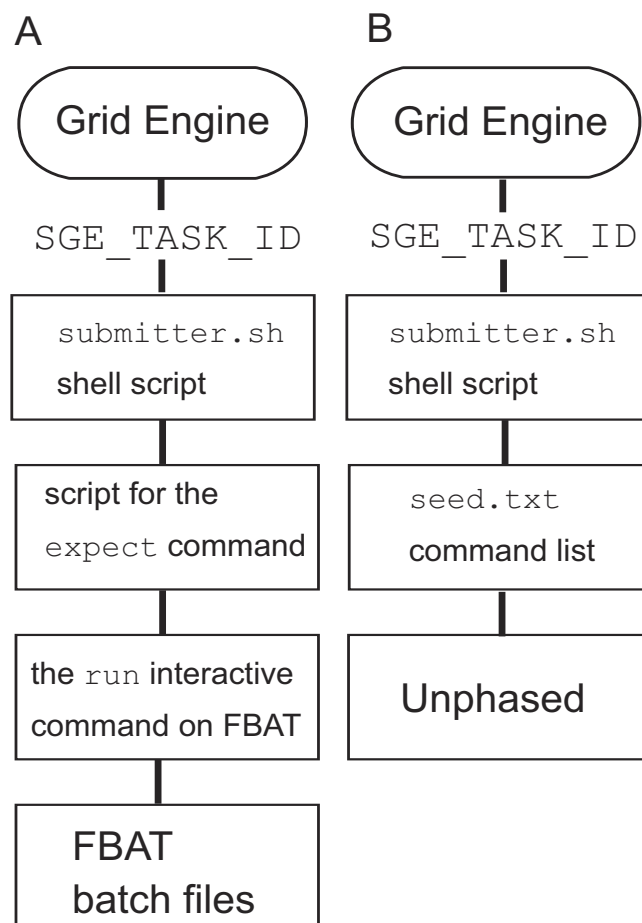 A
Grid Engine
SGE_TASK_ID
submitter.sh
shell script
script for the
expect command
the run interactive
command on FBAT
FBAT
batch files
B
Grid Engine
SGE_TASK_ID
submitter.sh
shell script
seed.txt
command list
Unphased